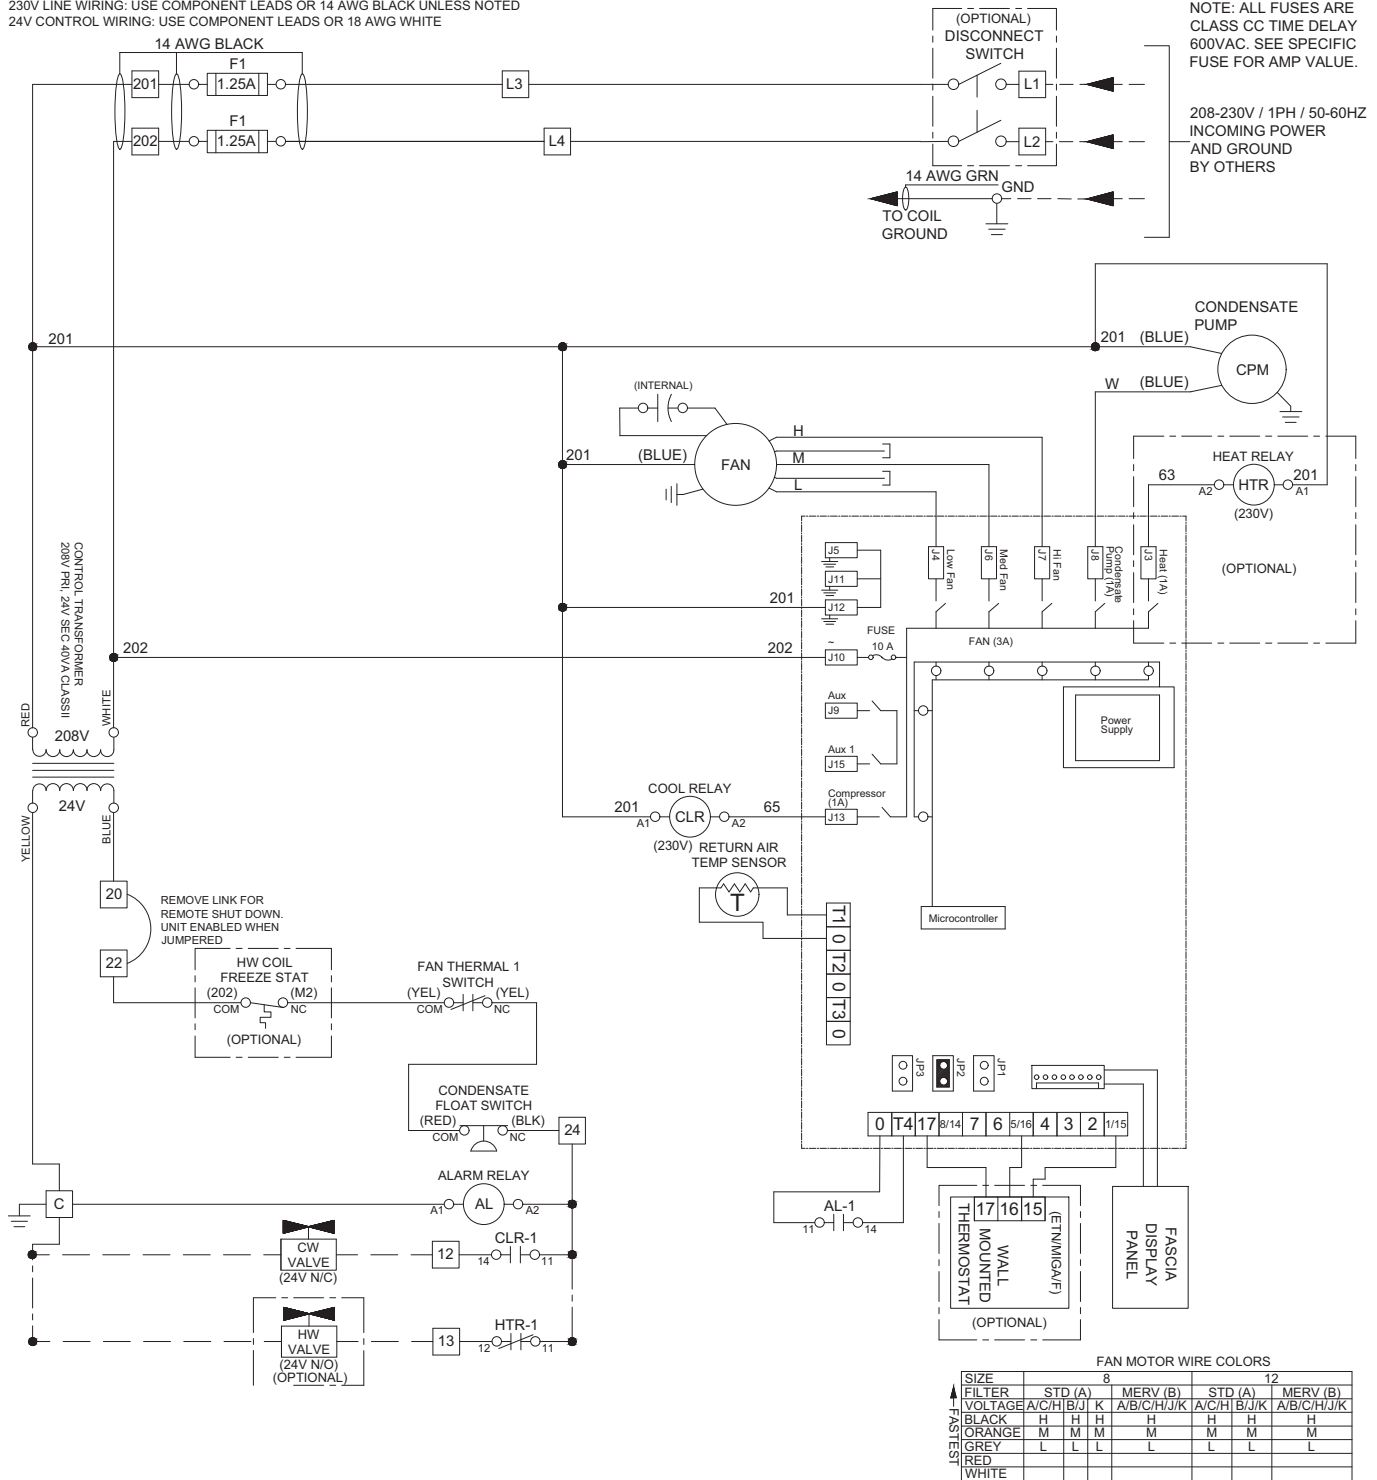 230V LINE WIRING: USE COMPONENT LEADS OR 14 AWG BLACK UNLESS NOTED
24V CONTROL WIRING: USE COMPONENT LEADS OR 18 AWG WHITE
14 AWG BLACK
201
F1
1.25A
L3
202
F1
1.25A
L4
(OPTIONAL)
DISCONNECT
SWITCH
L1
L2
14 AWG GRN
GND
TO COIL
GROUND
NOTE: ALL FUSES ARE
CLASS CC TIME DELAY
600VAC. SEE SPECIFIC
FUSE FOR AMP VALUE.
208-230V / 1PH / 50-60HZ
INCOMING POWER
AND GROUND
BY OTHERS
201
CONDENSATE
PUMP
201 (BLUE)
CPM
W (BLUE)
(INTERNAL)
201
(BLUE)
FAN
H
M
L
HEAT RELAY
63
A2
HTR
201
A1
(230V)
(OPTIONAL)
J5
J11
201
J12
J4
Low Fan
J6
Med Fan
J7
Hi Fan
J8
Condensate
Pump (1A)
J3
Heat (1A)
FAN (3A)
202
202
~
J10
FUSE
10 A
Aux
J9
Aux 1
J15
Compressor
(1A)
J13
Power
Supply
Microcontroller
CONTROL TRANSFORMER
208V PRI, 24V SEC 40VA CLASSII
RED
WHITE
208V
24V
YELLOW
BLUE
COOL RELAY
201
A1
CLR
A2
65
(230V)
RETURN AIR
TEMP SENSOR
T
T1 0 T2 0 T3 0
20
22
REMOVE LINK FOR
REMOTE SHUT DOWN.
UNIT ENABLED WHEN
JUMPERED
HW COIL
FREEZE STAT
(202)
COM
(M2)
NC
(OPTIONAL)
FAN THERMAL 1
SWITCH
(YEL)
COM
(YEL)
NC
CONDENSATE
FLOAT SWITCH
(RED)
COM
(BLK)
NC
24
JP3
JP2
JP1
0 T4 17 8/14 7 6 5/16 4 3 2 1/15
ALARM RELAY
C
A1
AL
A2
CW
VALVE
(24V N/C)
12
CLR-1
14
11
HW
VALVE
(24V N/O)
(OPTIONAL)
13
HTR-1
12
11
AL-1
11
14
17 16 15
WALL
MOUNTED
THERMOSTAT
(ETN/MIGA/F)
(OPTIONAL)
FASCIA
DISPLAY
PANEL
FAN MOTOR WIRE COLORS
SIZE 8 12
FILTER STD (A) MERV (B) STD (A) MERV (B)
VOLTAGE A/C/H B/J K A/B/C/H/J/K A/C/H B/J/K A/B/C/H/J/K
BLACK H H H H H H H
ORANGE M M M M M M M
GREY L L L L L L L
RED
WHITE
FASTEST